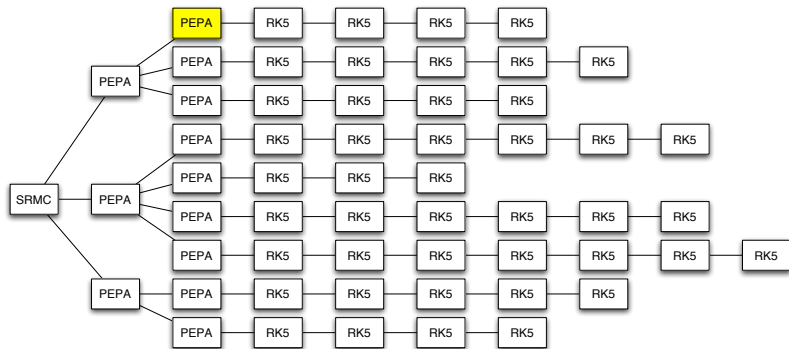 PEPA RK5 RK5 RK5 RK5
PEPA RK5 RK5 RK5 RK5 RK5
PEPA
PEPA RK5 RK5 RK5 RK5
PEPA RK5 RK5 RK5 RK5 RK5 RK5
PEPA RK5 RK5 RK5
SRMC PEPA
PEPA RK5 RK5 RK5 RK5 RK5 RK5
PEPA RK5 RK5 RK5 RK5 RK5 RK5 RK5
PEPA PEPA RK5 RK5 RK5 RK5 RK5
PEPA RK5 RK5 RK5 RK5